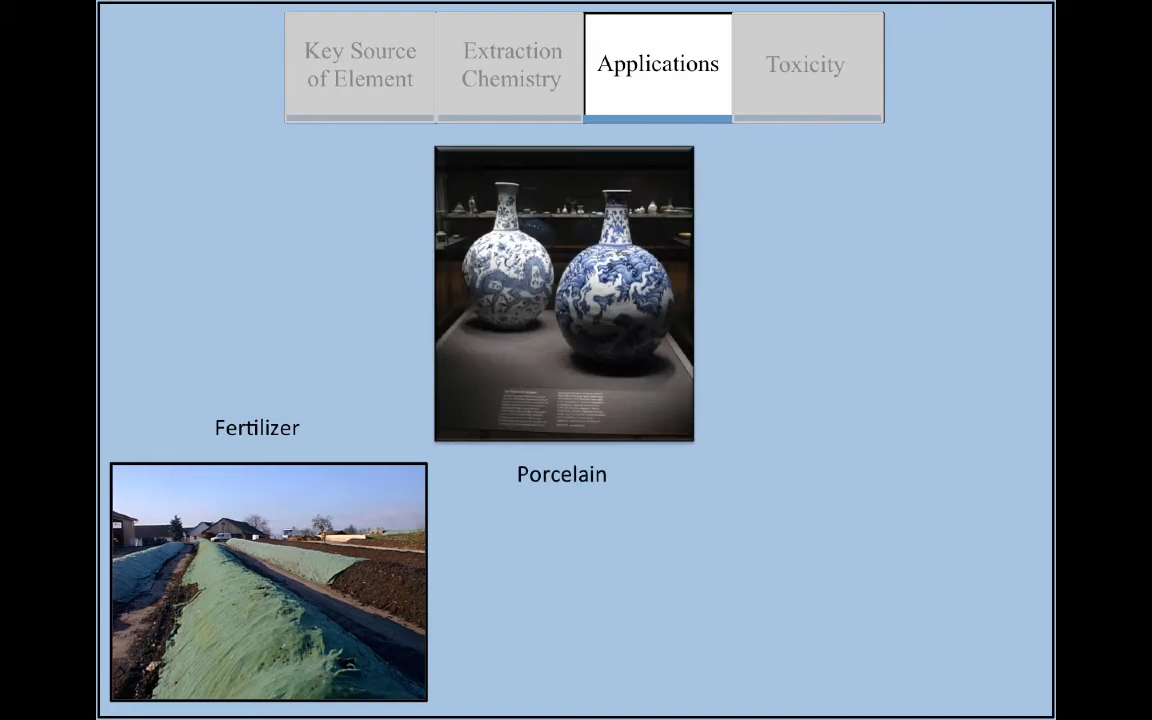 Key Source
of Element
Extraction
Chemistry
Applications
Toxicity
Fertilizer
Porcelain